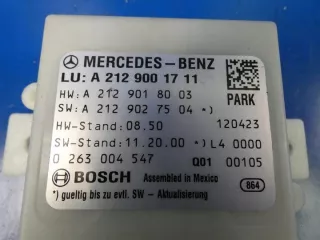 MERCEDES-BENZ
LU: A 212 900 17 11
HW: A 212 901 80 03
SW: A 212 902 75 04 *) PARK
HW-Stand: 08.50 120423
SW-Stand: 11.20.00 *) L4 0000
0 263 004 547 Q01 00105
BOSCH Assembled in Mexico
*) gueltig bis zu evtl. SW - Aktualisierung 864